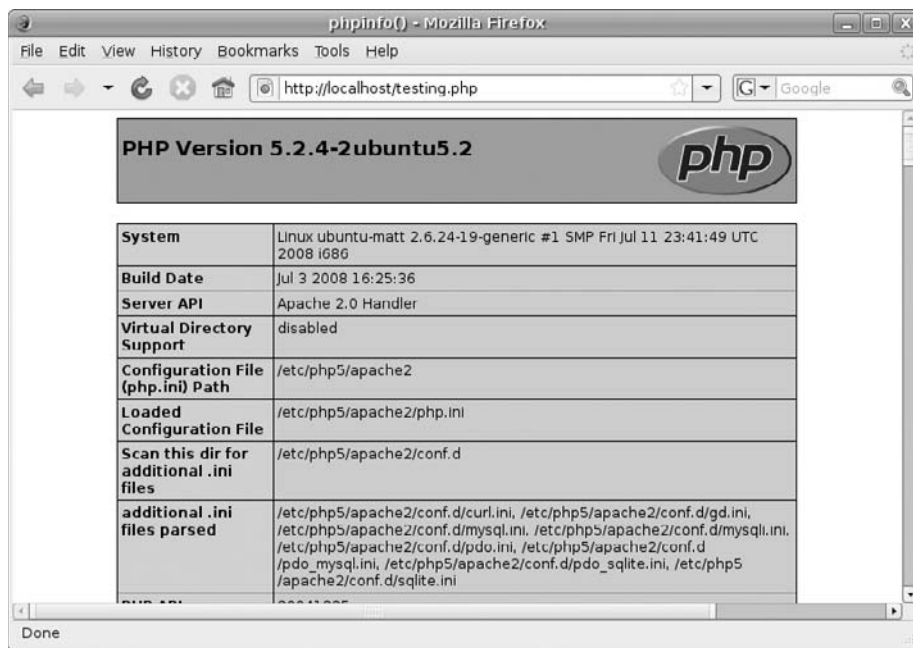 phpinfo() - Mozilla Firefox
File Edit View History Bookmarks Tools Help
http://localhost/testing.php
G
Google
PHP Version 5.2.4-2ubuntu5.2
php
System
Linux ubuntu-matt 2.6.24-19-generic #1 SMP Fri Jul 11 23:41:49 UTC
2008 i686
Build Date
Jul 3 2008 16:25:36
Server API
Apache 2.0 Handler
Virtual Directory
Support
disabled
Configuration File
(php.ini) Path
/etc/php5/apache2
Loaded
Configuration File
/etc/php5/apache2/php.ini
Scan this dir for
additional .ini
files
/etc/php5/apache2/conf.d
additional .ini
files parsed
/etc/php5/apache2/conf.d/curl.ini, /etc/php5/apache2/conf.d/gd.ini,
/etc/php5/apache2/conf.d/mysql.ini, /etc/php5/apache2/conf.d/mysqli.ini,
/etc/php5/apache2/conf.d/pdo.ini, /etc/php5/apache2/conf.d
/pdo_mysql.ini, /etc/php5/apache2/conf.d/pdo_sqlite.ini, /etc/php5
/apache2/conf.d/sqlite.ini
PHP API
Done